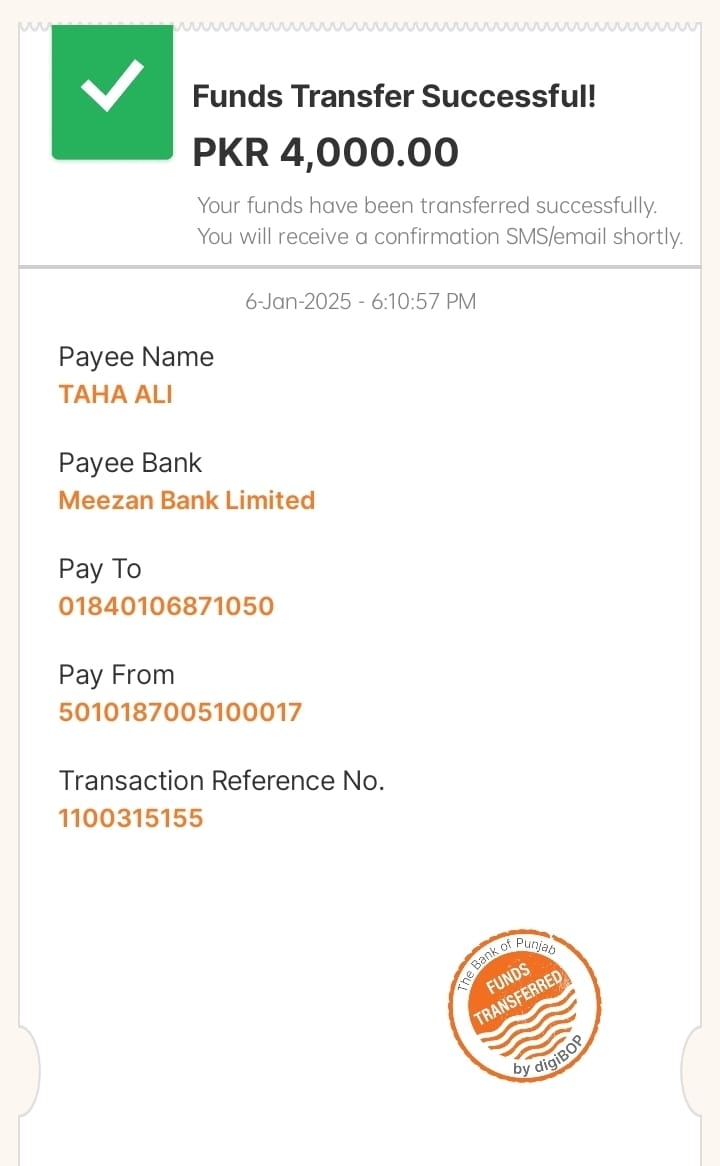 Funds Transfer Successful!
PKR 4,000.00
Your funds have been transferred successfully.
You will receive a confirmation SMS/email shortly.
6-Jan-2025 - 6:10:57 PM
Payee Name
TAHA ALI
Payee Bank
Meezan Bank Limited
Pay To
01840106871050
Pay From
5010187005100017
Transaction Reference No.
1100315155
The Bank of Punjab
FUNDS
TRANSFERRED
by digiBOP